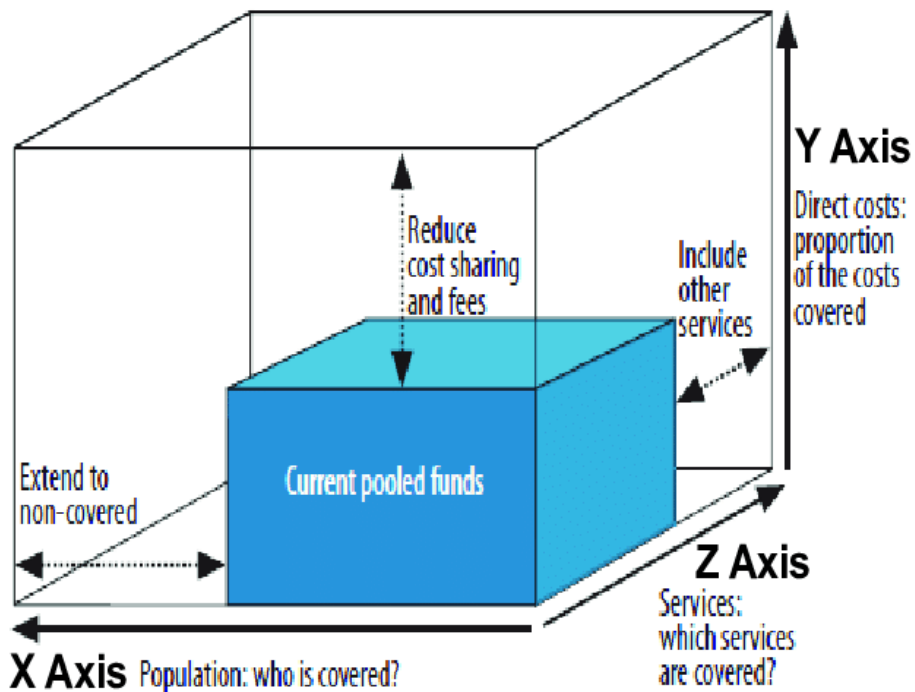 Y Axis
Direct costs:
proportion
of the costs
covered
Reduce
cost sharing
and fees
Include
other
services
Extend to
non-covered
Current pooled funds
Z Axis
Services:
which services
are covered?
X Axis Population: who is covered?